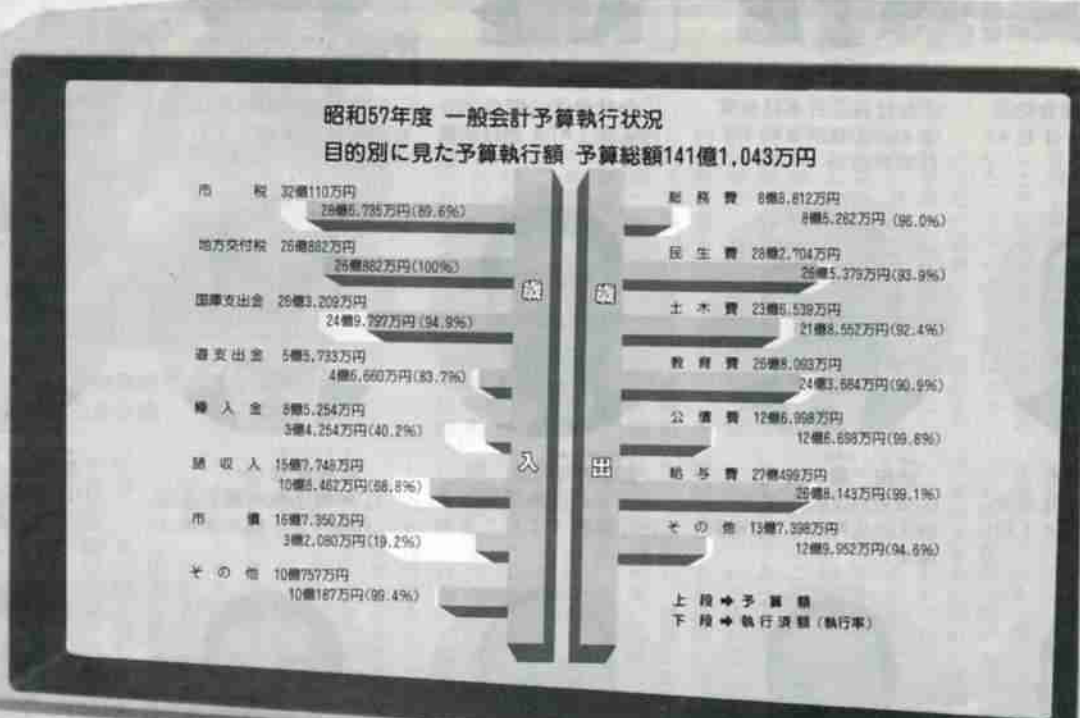 昭和57年度 一般会計予算執行状況
目的別に見た予算執行額 予算総額141億1,043万円
市税 32億110万円
28億6,735万円(89.6%)
地方交付税 26億882万円
26億882万円(100%)
国庫支出金 26億3,209万円
24億9,797万円(94.9%)
道支出金 5億5,733万円
4億6,660万円(83.7%)
繰入金 8億5,254万円
3億4,254万円(40.2%)
諸収入 15億7,748万円
10億8,462万円(68.8%)
市債 16億7,350万円
3億2,080万円(19.2%)
その他 10億757万円
10億187万円(99.4%)
歳入
歳出
総務費 8億8,812万円
8億5,262万円(96.0%)
民生費 28億2,704万円
26億5,379万円(93.9%)
土木費 23億6,539万円
21億8,552万円(92.4%)
教育費 26億8,093万円
24億3,684万円(90.9%)
公債費 12億6,998万円
12億6,698万円(99.8%)
給与費 27億499万円
26億8,143万円(99.1%)
その他 13億7,398万円
12億9,952万円(94.6%)
上段➡予算額
下段➡執行済額(執行率)